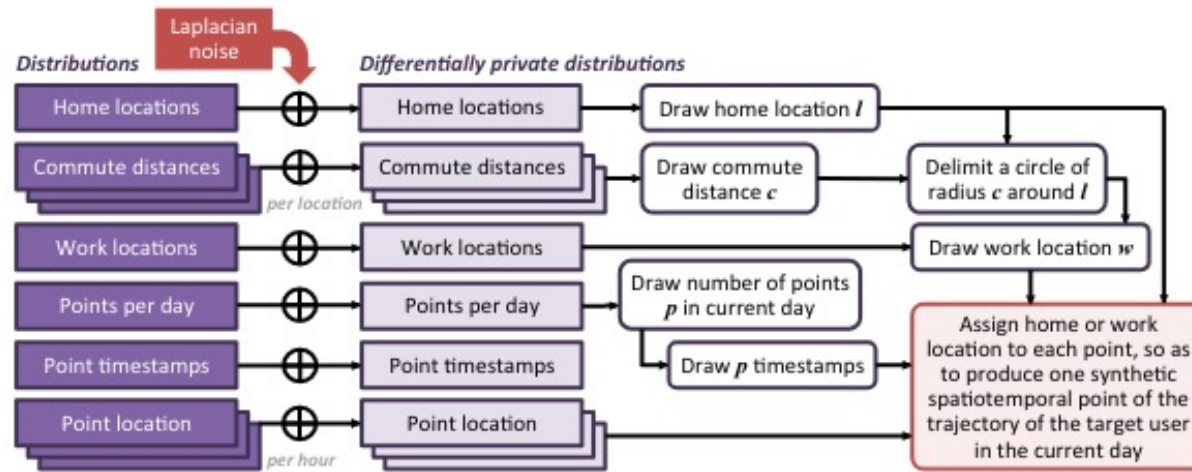 Laplacian
noise
Distributions
Differentially private distributions
Home locations
Home locations
Draw home location l
Commute distances
per location
Commute distances
Draw commute
distance c
Delimit a circle of
radius c around l
Work locations
Work locations
Draw work location w
Points per day
Points per day
Draw number of points
p in current day
Point timestamps
Point timestamps
Draw p timestamps
Point location
per hour
Point location
Assign home or work
location to each point, so as
to produce one synthetic
spatiotemporal point of the
trajectory of the target user
in the current day